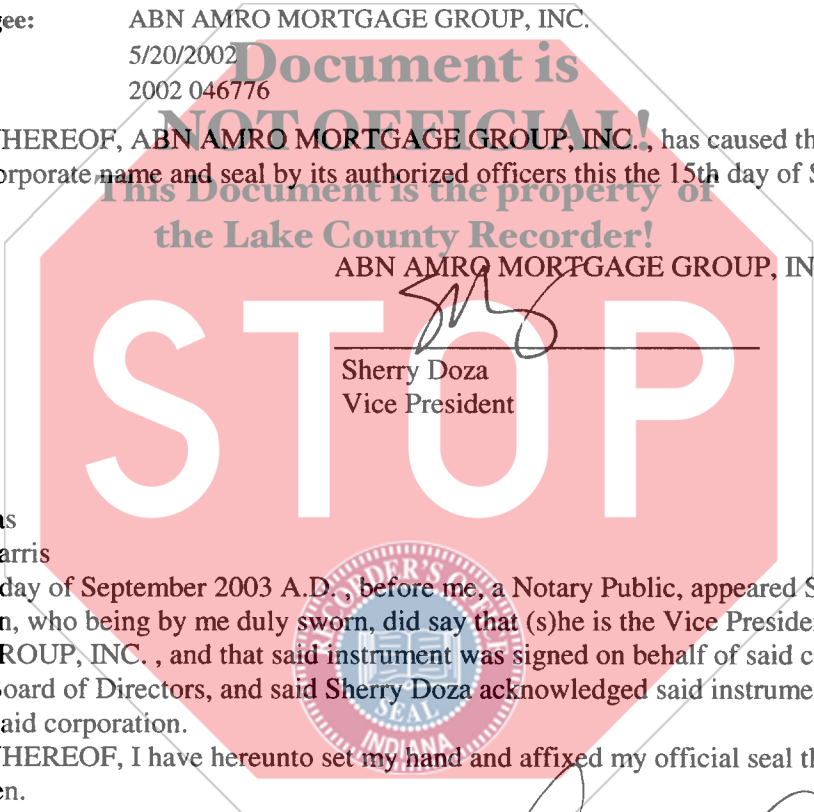 gee: ABN AMRO MORTGAGE GROUP, INC.
5/20/2002
Document is
2002 046776
NOT OFFICIAL!
HEREOF, ABN AMRO MORTGAGE GROUP, INC. , has caused th
orporate name and seal by its authorized officers this the 15th day of S
This Document is the property of
the Lake County Recorder!
ABN AMRO MORTGAGE GROUP, IN
STOP
Sherry Doza
Vice President
as
arris
day of September 2003 A.D. , before me, a Notary Public, appeared S
n, who being by me duly sworn, did say that (s)he is the Vice Preside
ROUP, INC. , and that said instrument was signed on behalf of said c
oard of Directors, and said Sherry Doza acknowledged said instrume
aid corporation.
HEREOF, I have hereunto set my hand and affixed my official seal th
en.
RECORDER'S OFFICE
SEAL
INDIANA